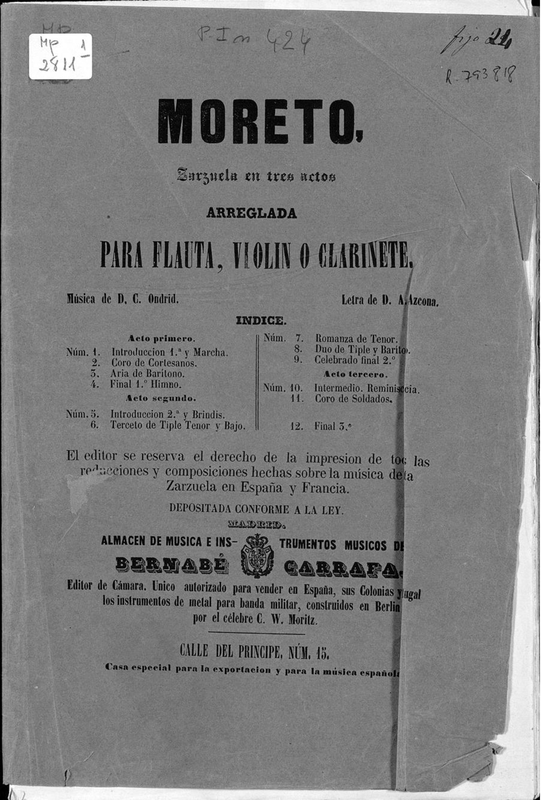 Mp
Mp 1
2811
P.I on 424
fijo 24
R. 793818
MORETO,
Zarzuela en tres actos
ARREGLADA
PARA FLAUTA, VIOLIN O CLARINETE.
Música de D. C. Oudrid. Letra de D. A. Azcona.
INDICE.
Acto primero.
Núm. 1. Introduccion 1.ª y Marcha.
2. Coro de Cortesanos.
3. Aria de Baritono.
4. Final 1.º Himno.
Acto segundo.
Núm. 5. Introduccion 2.ª y Brindis.
6. Terceto de Tiple Tenor y Bajo.
Núm. 7. Romanza de Tenor.
8. Duo de Tiple y Barito.
9. Celebrado final 2.º
Acto tercero.
Núm. 10. Intermedio. Reminiscia.
11. Coro de Soldados.
12. Final 3.º
El editor se reserva el derecho de la impresion de tod las
reducciones y composiciones hechas sobre la música de la
Zarzuela en España y Francia.
DEPOSITADA CONFORME A LA LEY.
MADRID.
ALMACEN DE MUSICA E INS- TRUMENTOS MUSICOS DE
BERNABÉ CARRAFA.
Editor de Cámara. Unico autorizado para vender en España, sus Colonias y ugal
los instrumentos de metal para banda militar, construidos en Berlin
por el célebre C. W. Moritz.
CALLE DEL PRINCIPE, NÚM. 15.
Casa especial para la exportacion y para la música español